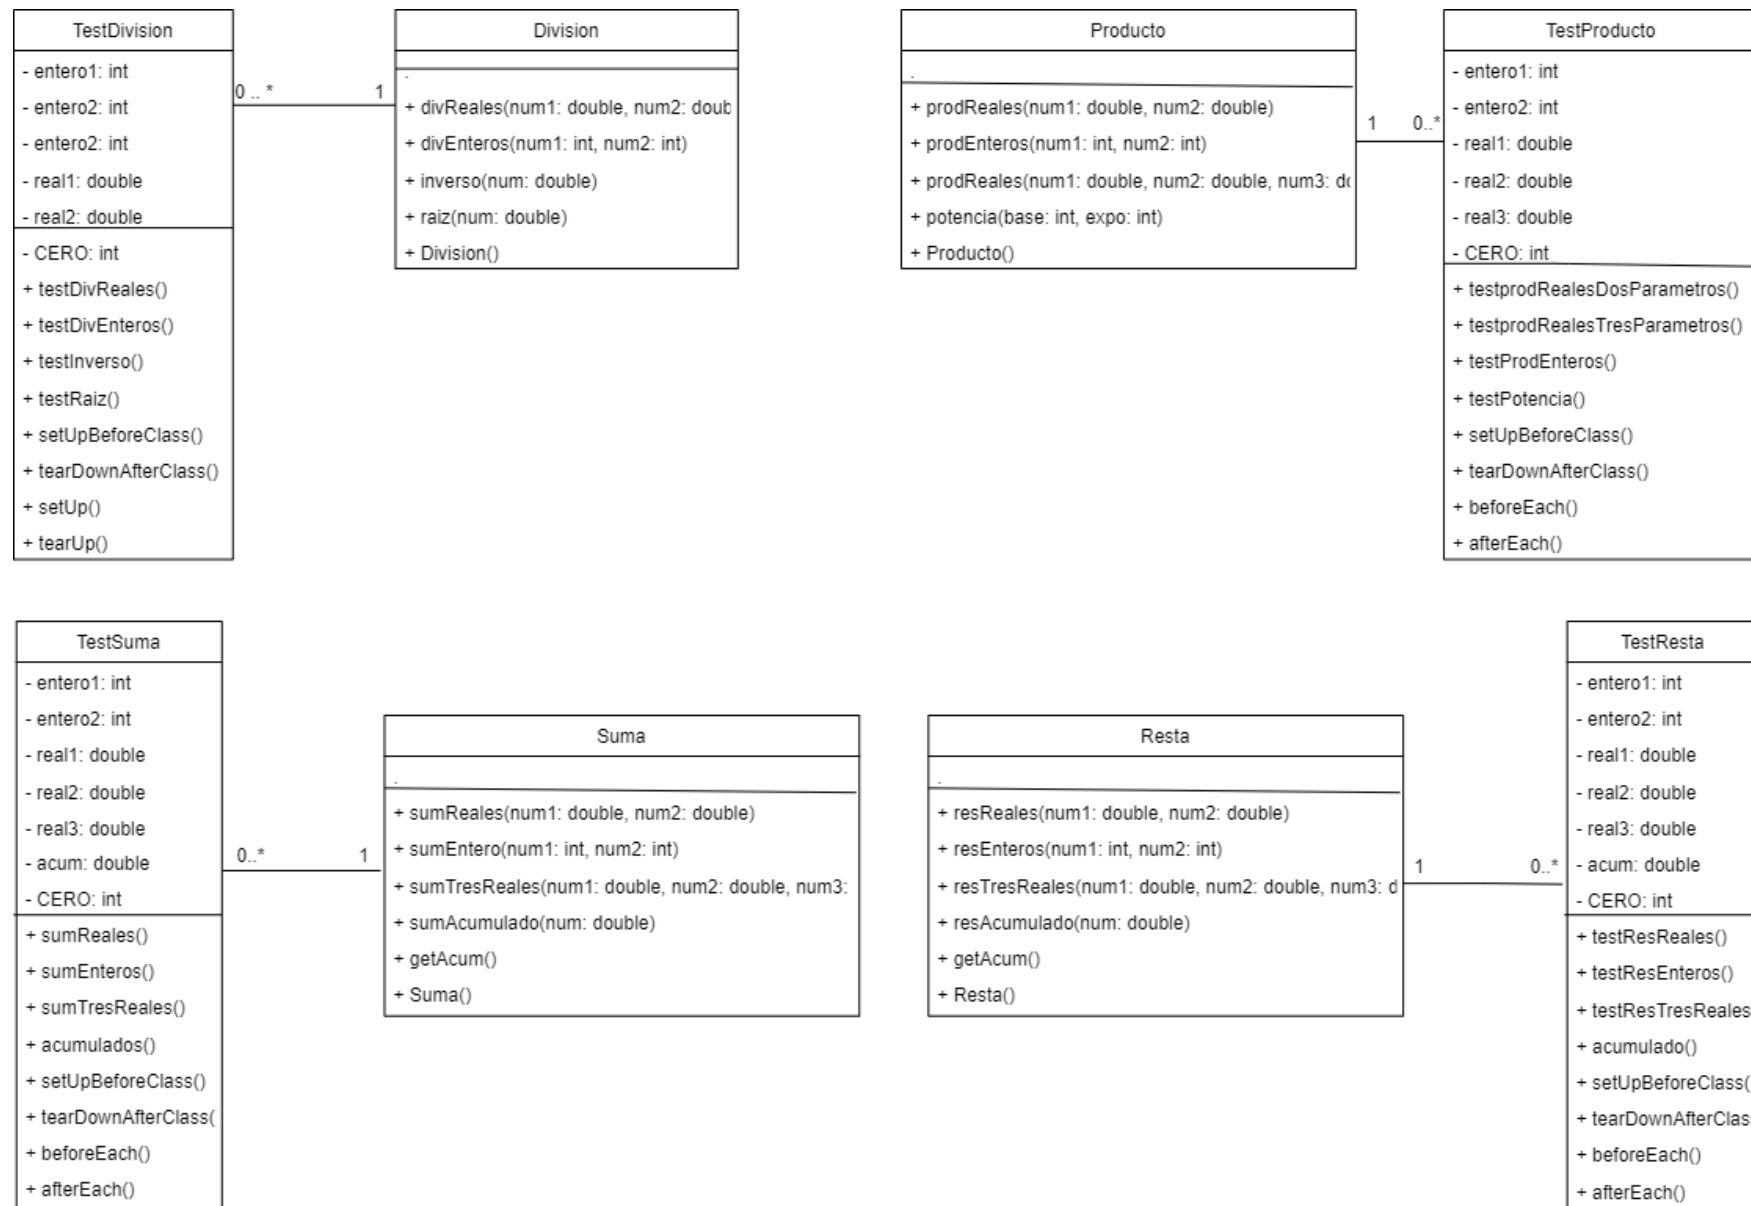 TestDivision
- entero1: int
- entero2: int
- entero2: int
- real1: double
- real2: double
- CERO: int
+ testDivReales()
+ testDivEnteros()
+ testInverso()
+ testRaiz()
+ setUpBeforeClass()
+ tearDownAfterClass()
+ setUp()
+ tearUp()
0 .. *
1
Division
.
+ divReales(num1: double, num2: doub
+ divEnteros(num1: int, num2: int)
+ inverso(num: double)
+ raiz(num: double)
+ Division()
Producto
.
+ prodReales(num1: double, num2: double)
+ prodEnteros(num1: int, num2: int)
+ prodReales(num1: double, num2: double, num3: do
+ potencia(base: int, expo: int)
+ Producto()
1
0..*
TestProducto
- entero1: int
- entero2: int
- real1: double
- real2: double
- real3: double
- CERO: int
+ testprodRealesDosParametros()
+ testprodRealesTresParametros()
+ testProdEnteros()
+ testPotencia()
+ setUpBeforeClass()
+ tearDownAfterClass()
+ beforeEach()
+ afterEach()
TestSuma
- entero1: int
- entero2: int
- real1: double
- real2: double
- real3: double
- acum: double
- CERO: int
+ sumReales()
+ sumEnteros()
+ sumTresReales()
+ acumulados()
+ setUpBeforeClass()
+ tearDownAfterClass(
+ beforeEach()
+ afterEach()
0..*
1
Suma
.
+ sumReales(num1: double, num2: double)
+ sumEntero(num1: int, num2: int)
+ sumTresReales(num1: double, num2: double, num3:
+ sumAcumulado(num: double)
+ getAcum()
+ Suma()
Resta
.
+ resReales(num1: double, num2: double)
+ resEnteros(num1: int, num2: int)
+ resTresReales(num1: double, num2: double, num3: d
+ resAcumulado(num: double)
+ getAcum()
+ Resta()
1
0..*
TestResta
- entero1: int
- entero2: int
- real1: double
- real2: double
- real3: double
- acum: double
- CERO: int
+ testResReales()
+ testResEnteros()
+ testResTresReales
+ acumulado()
+ setUpBeforeClass(
+ tearDownAfterClas
+ beforeEach()
+ afterEach()